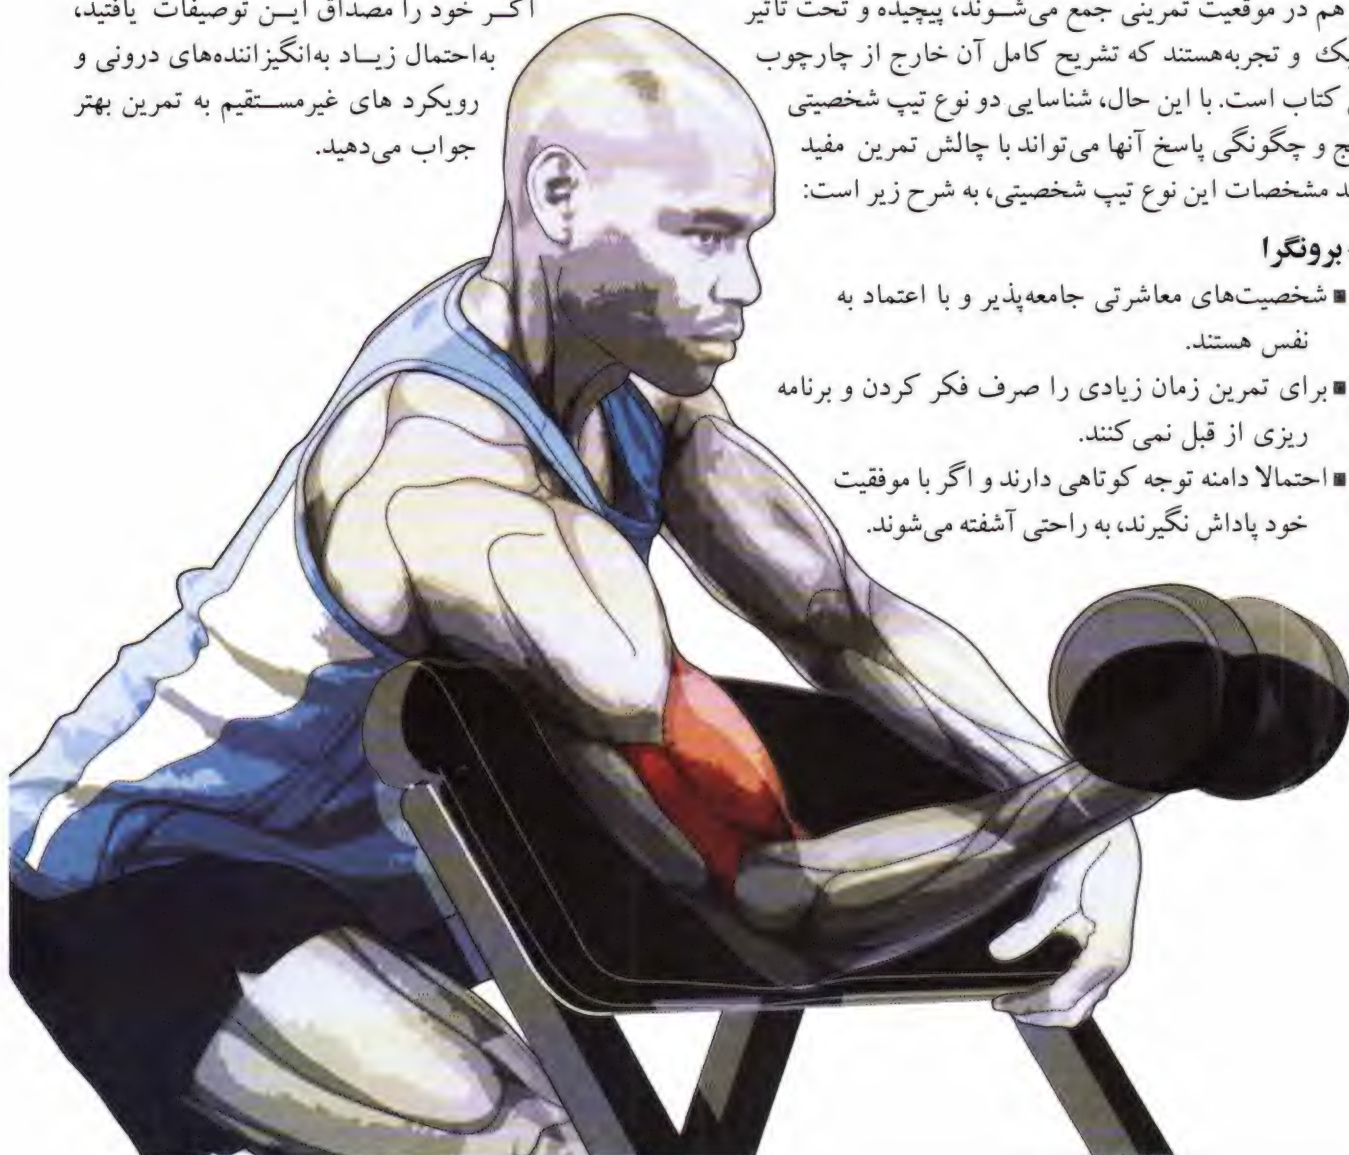 هم در موقعیت تمرینی جمع می‌شوند، پیچیده و تحت تاثیر
و تجربه‌هستند که تشریح کامل آن خارج از چارچوب
کتاب است. با این حال، شناسایی دو نوع تیپ شخصیتی
و چگونگی پاسخ آنها می‌تواند با چالش تمرین مفید
مشخصات این نوع تیپ شخصیتی، به شرح زیر است:
برونگرا
■ شخصیت‌های معاشرتی جامعه‌پذیر و با اعتماد به
نفس هستند.
■ برای تمرین زمان زیادی را صرف فکر کردن و برنامه
ریزی از قبل نمی‌کنند.
■ احتمالا دامنه توجه کوتاهی دارند و اگر با موفقیت
خود پاداش نگیرند، به راحتی آشفته می‌شوند.
اگر خود را مصداق این توصیفات یافتید،
به‌احتمال زیاد به‌انگیزاننده‌های درونی و
رویکرد های غیرمستقیم به تمرین بهتر
جواب می‌دهید.